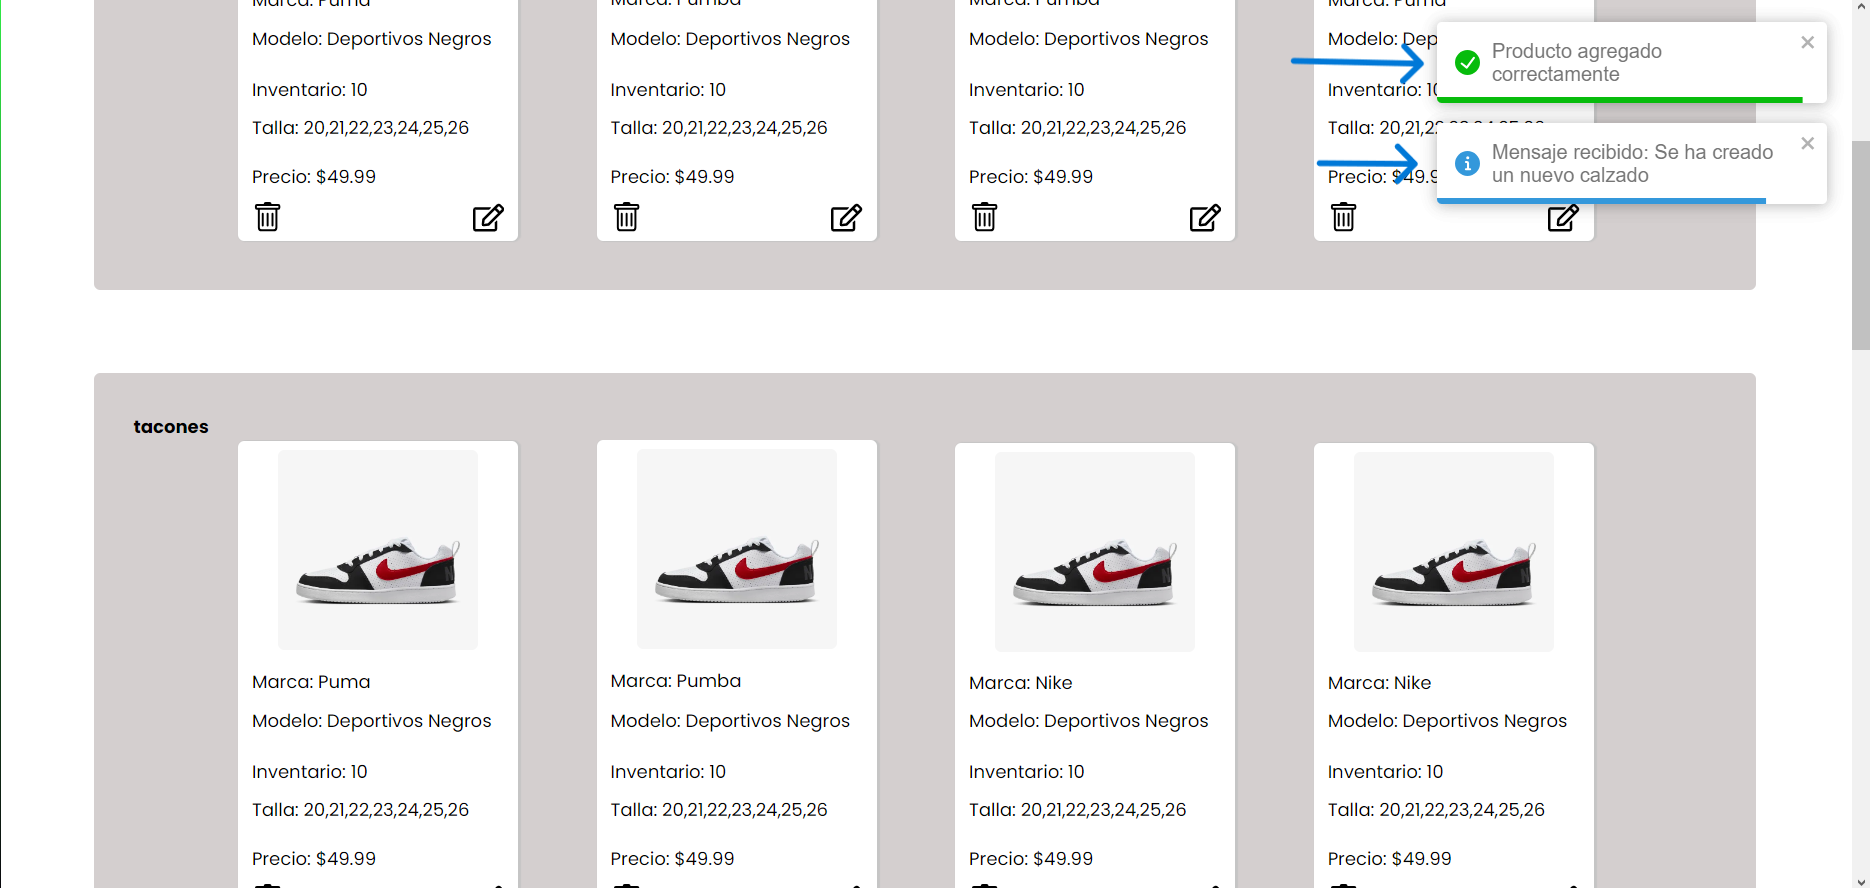 Marca: Puma
Marca: Pumba
Marca: Pumba
Marca: Puma
Modelo: Deportivos Negros
Modelo: Deportivos Negros
Modelo: Deportivos Negros
Modelo: Dep
Inventario: 10
Inventario: 10
Inventario: 10
Inventario: 10
Talla: 20,21,22,23,24,25,26
Talla: 20,21,22,23,24,25,26
Talla: 20,21,22,23,24,25,26
Talla: 20,21,22,23,24,25,26
Precio: $49.99
Precio: $49.99
Precio: $49.99
Precio: $49.9
Producto agregado
correctamente
Mensaje recibido: Se ha creado
un nuevo calzado
tacones
Marca: Puma
Marca: Pumba
Marca: Nike
Marca: Nike
Modelo: Deportivos Negros
Modelo: Deportivos Negros
Modelo: Deportivos Negros
Modelo: Deportivos Negros
Inventario: 10
Inventario: 10
Inventario: 10
Inventario: 10
Talla: 20,21,22,23,24,25,26
Talla: 20,21,22,23,24,25,26
Talla: 20,21,22,23,24,25,26
Talla: 20,21,22,23,24,25,26
Precio: $49.99
Precio: $49.99
Precio: $49.99
Precio: $49.99